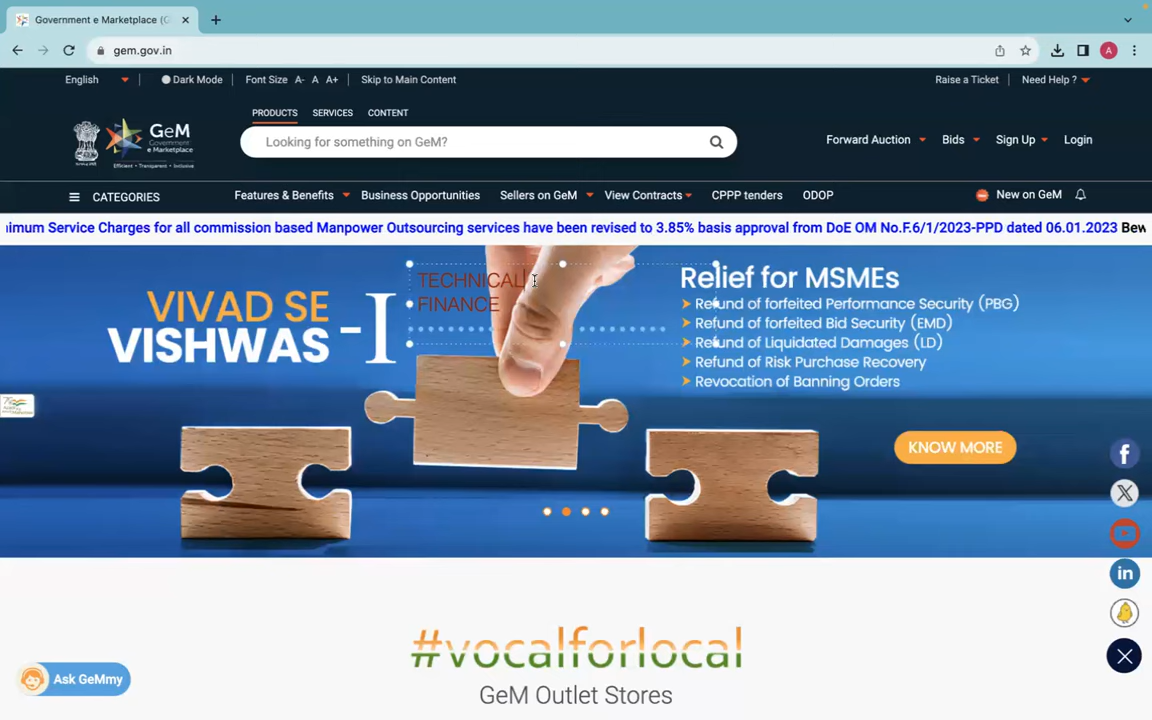 Government e Marketplace (G
gem.gov.in
A
English
Dark Mode
Font Size A- A A+
Skip to Main Content
Raise a Ticket
Need Help ?
PRODUCTS SERVICES CONTENT
GeM
Government
e Marketplace
Efficient • Transparent • Inclusive
Looking for something on GeM?
Forward Auction
Bids
Sign Up
Login
CATEGORIES
Features & Benefits
Business Opportunities
Sellers on GeM
View Contracts
CPPP tenders
ODOP
New on GeM
imum Service Charges for all commission based Manpower Outsourcing services have been revised to 3.85% basis approval from DoE OM No.F.6/1/2023-PPD dated 06.01.2023 Bew
VIVAD SE
VISHWAS - I
TECHNICAL
FINANCE
Relief for MSMEs
Refund of forfeited Performance Security (PBG)
Refund of forfeited Bid Security (EMD)
Refund of Liquidated Damages (LD)
Refund of Risk Purchase Recovery
Revocation of Banning Orders
KNOW MORE
#vocalforlocal
GeM Outlet Stores
Ask GeMmy